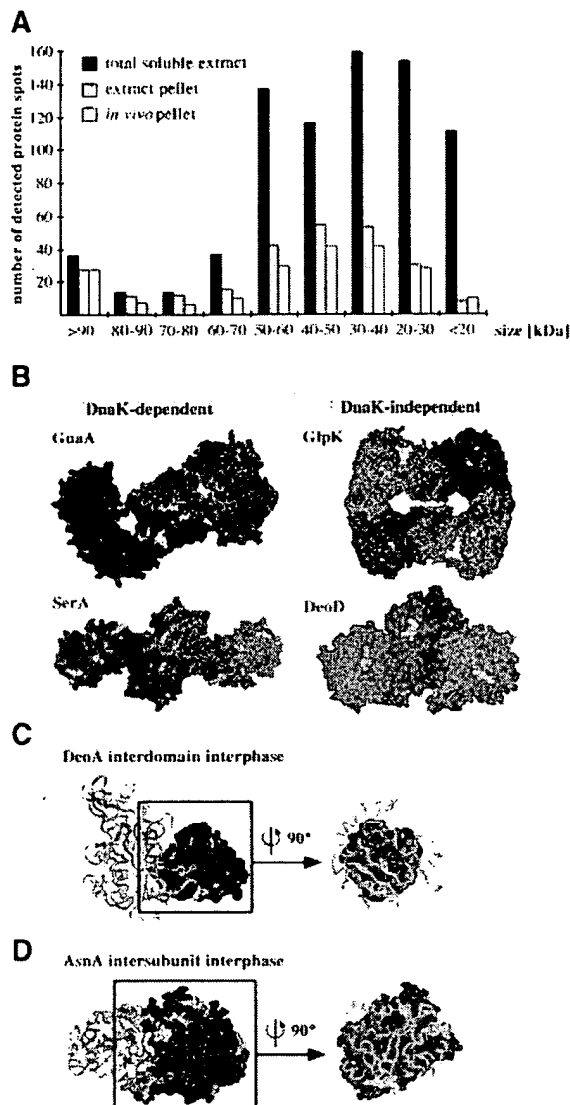 A
160
140
120
100
80
60
40
20
number of detected protein spots
total soluble extract
extract pellet
in vivo pellet
>90 80-90 70-80 60-70 50-60 40-50 30-40 20-30 <20 size [kDa]
B
DnaK-dependent DnaK-independent
GuaA GlpK
SerA DeoD
C
DeoA interdomain interphase
90°
D
AsnA intersubunit interphase
90°